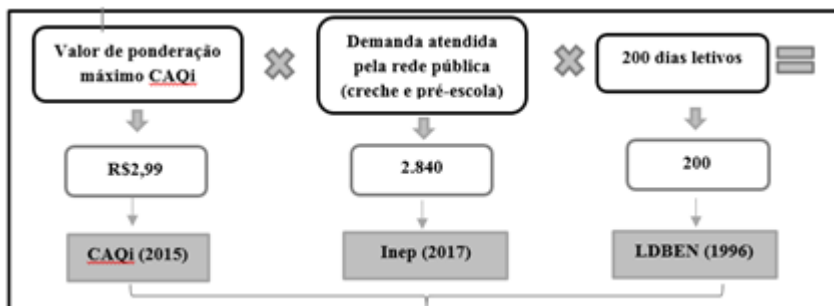 Valor de ponderação
máximo CAQi
Demanda atendida
pela rede pública
(creche e pré-escola)
200 dias letivos
R$2,99
2.840
200
CAQi (2015)
Inep (2017)
LDBEN (1996)